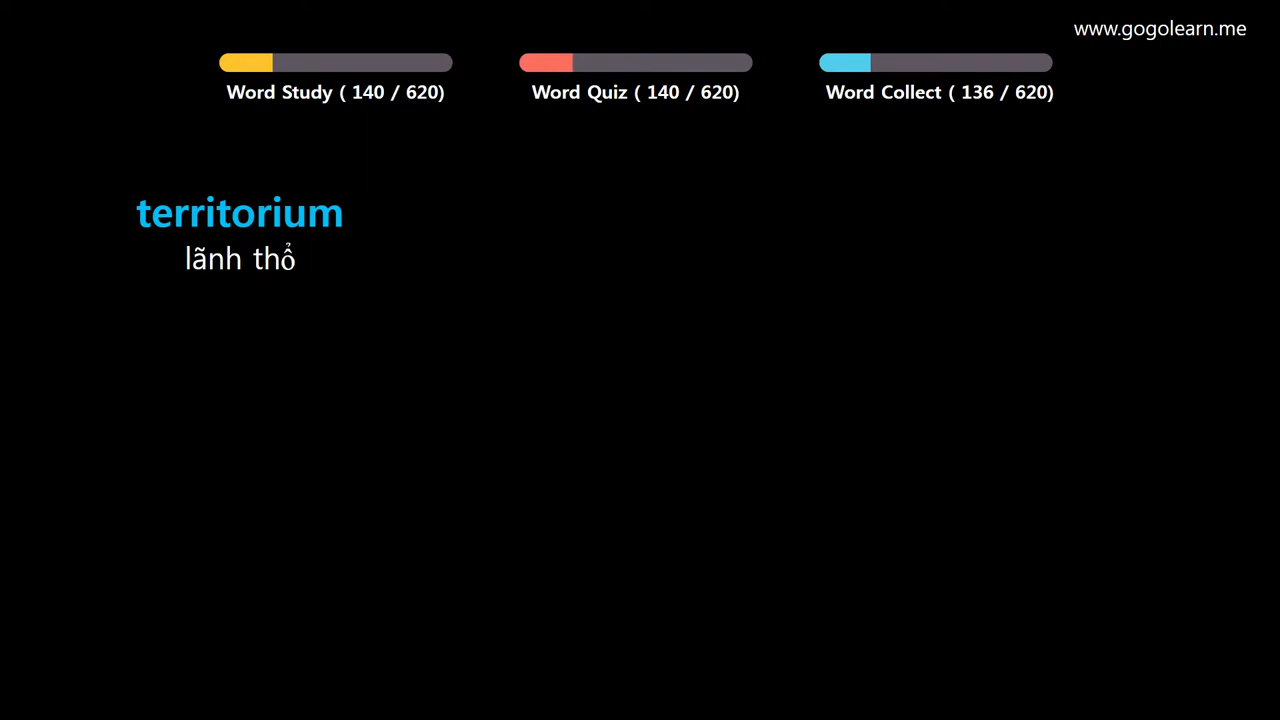 www.gogolearn.me
Word Study ( 140 / 620)
Word Quiz ( 140 / 620)
Word Collect ( 136 / 620)
territorium
lãnh thổ